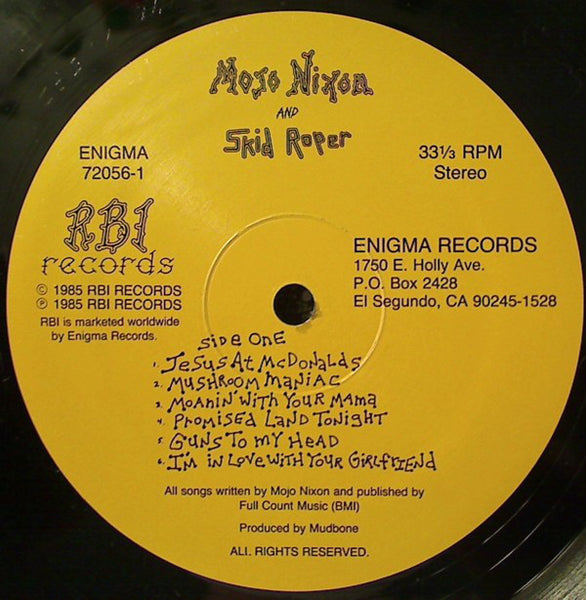 Mojo Nixon
AND
Skid Roper
ENIGMA
72056-1
33⅓ RPM
Stereo
RBI
records
© 1985 RBI RECORDS
℗ 1985 RBI RECORDS
RBI is marketed worldwide
by Enigma Records.
ENIGMA RECORDS
1750 E. Holly Ave.
P.O. Box 2428
El Segundo, CA 90245-1528
SIDE ONE
1. JESUS AT McDONALDS
2. MUSHROOM MANIAC
3. MOANIN' WITH YOUR MAMA
4. PROMISED LAND TONIGHT
5. GUNS TO MY HEAD
6. I'M IN LOVE WITH YOUR GIRLFRIEND
All songs written by Mojo Nixon and published by
Full Count Music (BMI)
Produced by Mudbone
ALL RIGHTS RESERVED.